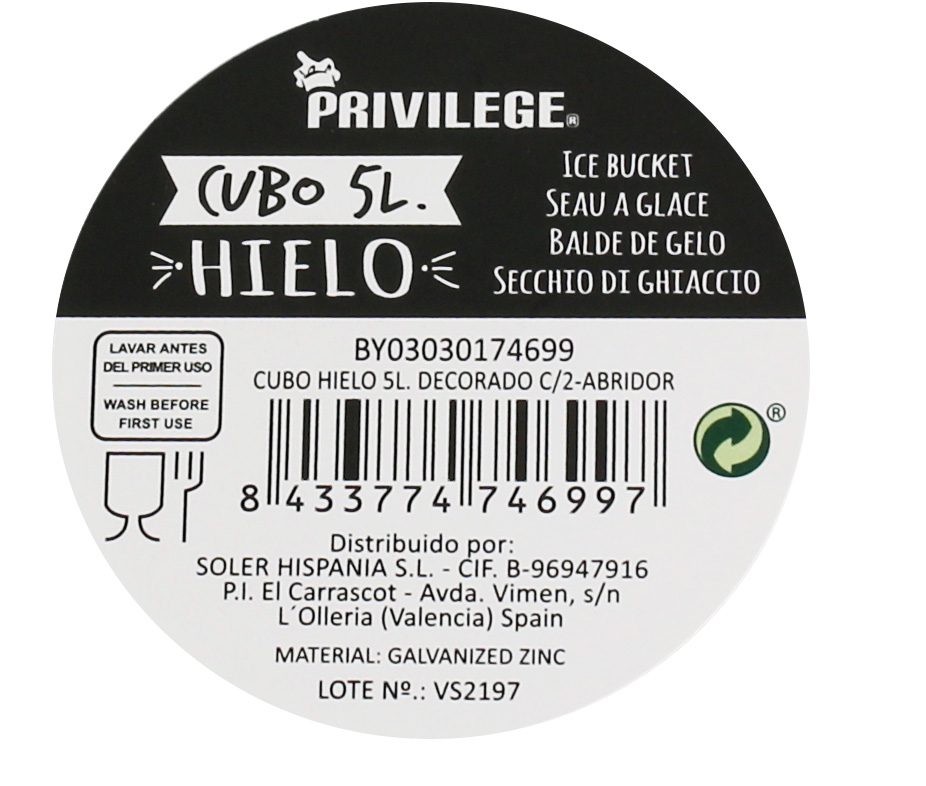 PRIVILEGE®
CUBO 5L.
HIELO
ICE BUCKET
SEAU A GLACE
BALDE DE GELO
SECCHIO DI GHIACCIO
LAVAR ANTES
DEL PRIMER USO
WASH BEFORE
FIRST USE
BY03030174699
CUBO HIELO 5L. DECORADO C/2-ABRIDOR
®
8 433774 746997
Distribuido por:
SOLER HISPANIA S.L. - CIF. B-96947916
P.I. El Carrascot - Avda. Vimen, s/n
L´Olleria (Valencia) Spain
MATERIAL: GALVANIZED ZINC
LOTE Nº.: VS2197